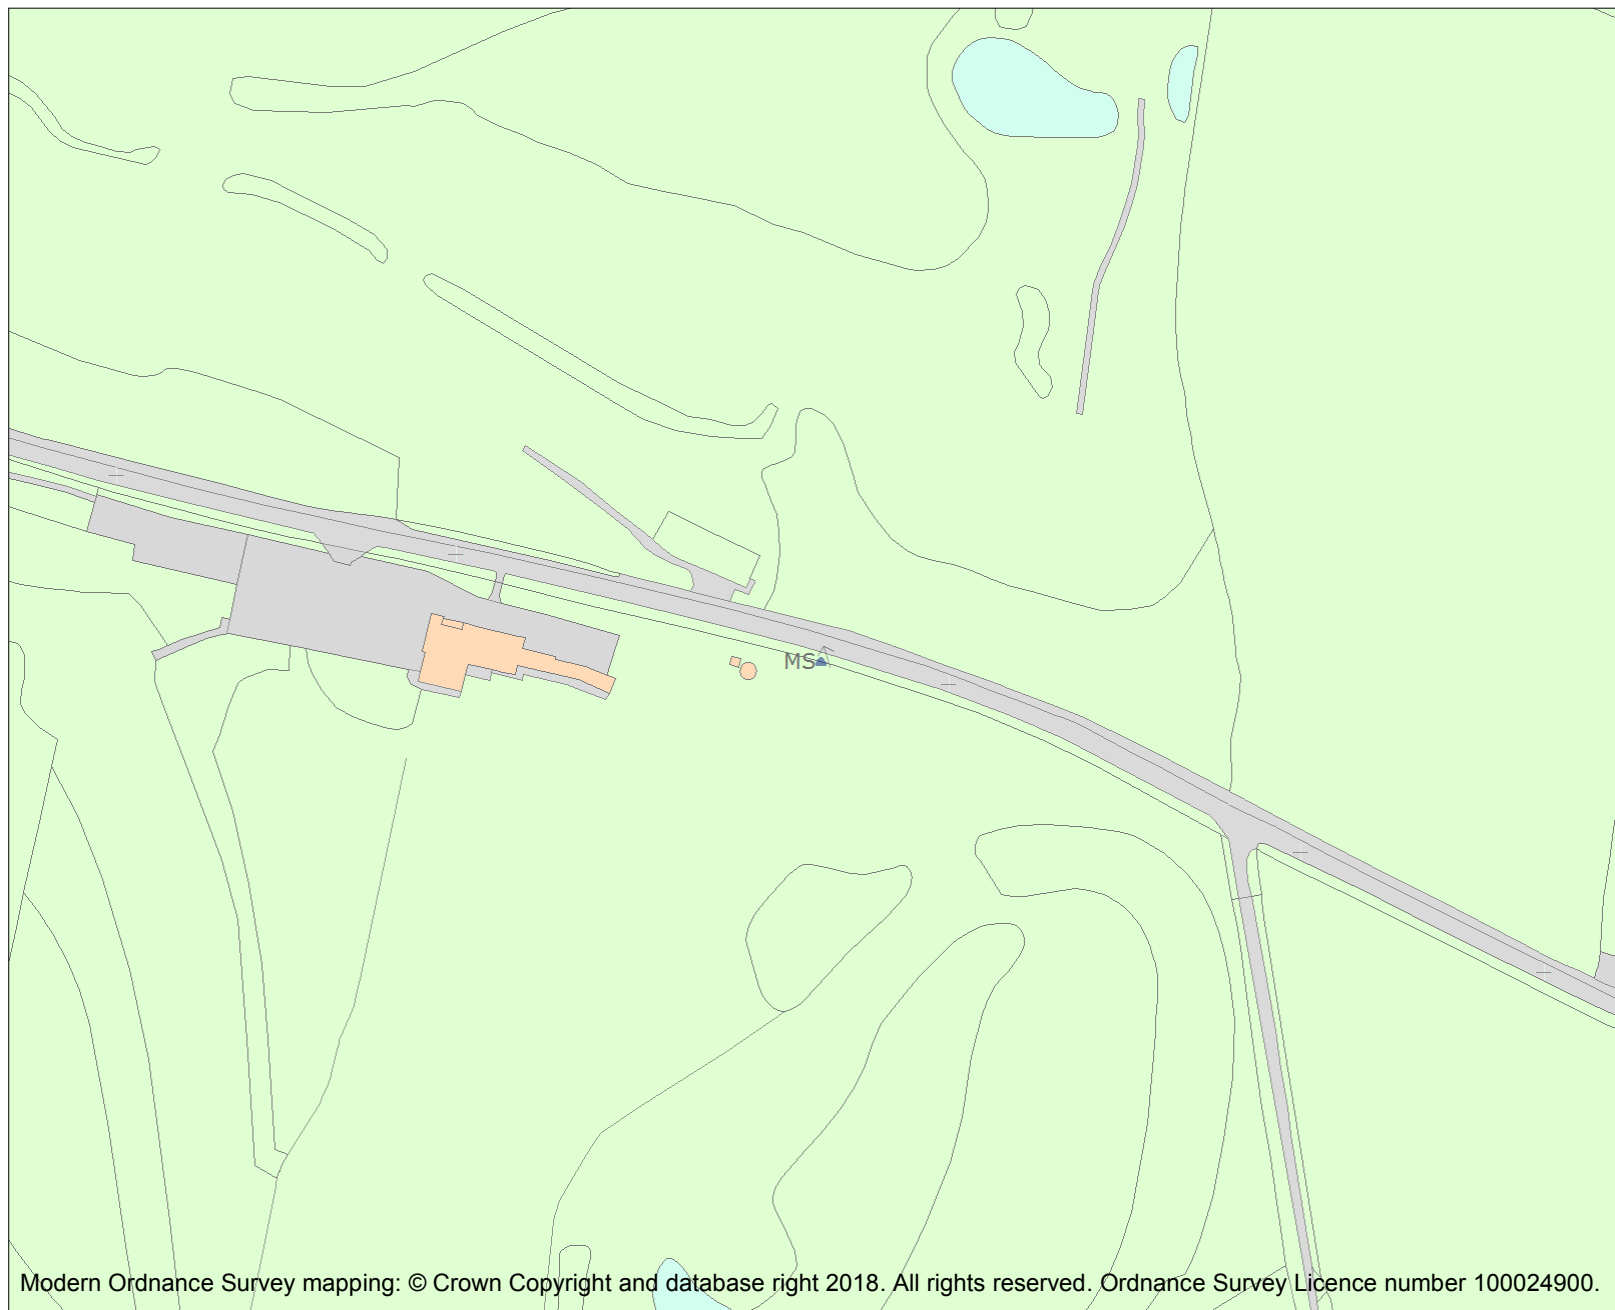 MS
Modern Ordnance Survey mapping: © Crown Copyright and database right 2018. All rights reserved. Ordnance Survey Licence number 100024900.